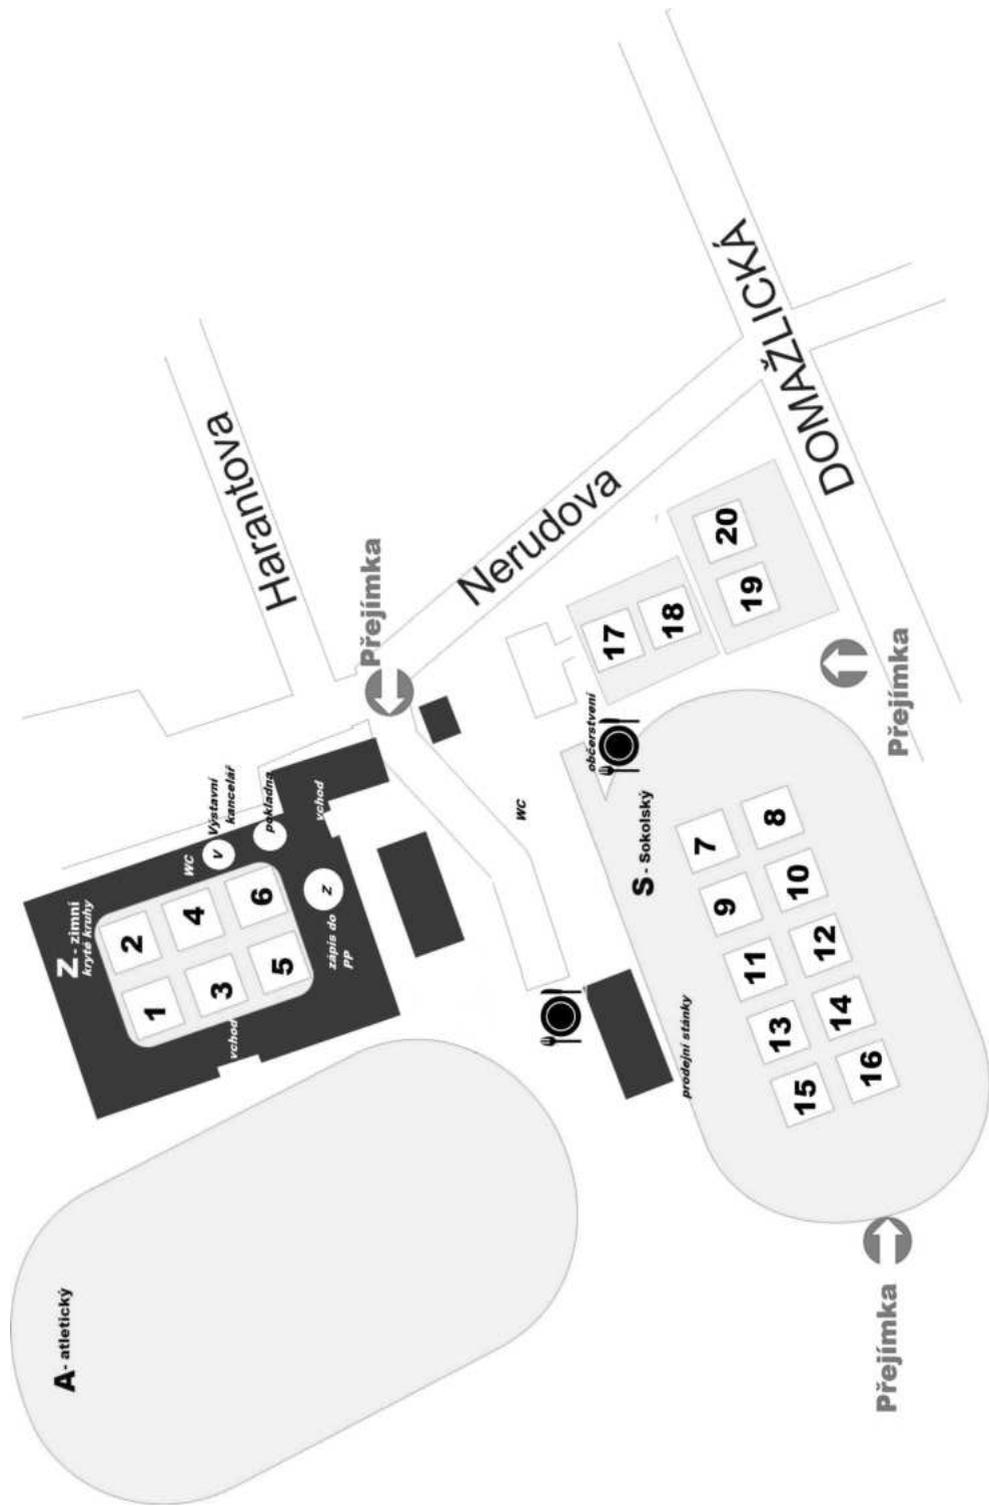 A - atletický
Z - zimní
kryté kruhy
WC
V
Výstavní
kancelář
pokladna
vchod
Z
zápis do
PP
vchod
1
2
3
4
5
6
Harantova
Přejímka
Nerudova
DOMAŽLICKÁ
WC
občerstvení
S - Sokolský
prodejní stánky
7
8
9
10
11
12
13
14
15
16
17
18
19
20
Přejímka
Přejímka